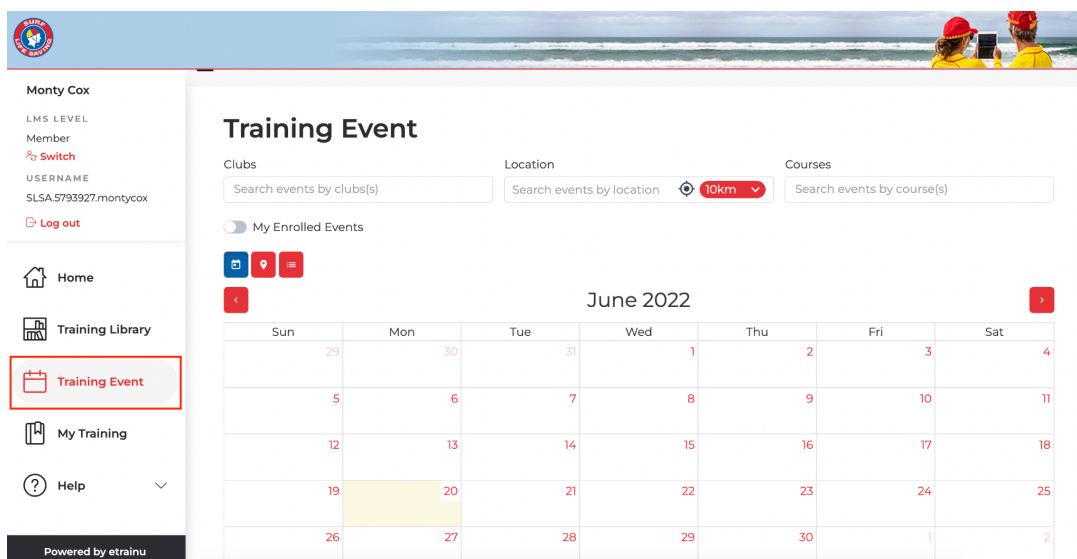 SURF
LIFE SAVING
Monty Cox
LMS LEVEL
Member
Switch
USERNAME
SLSA.5793927.montycox
Log out
Home
Training Library
Training Event
My Training
Help
Powered by etrainu
Training Event
Clubs Location Courses
Search events by clubs(s) Search events by location 10km Search events by course(s)
My Enrolled Events
June 2022
Sun Mon Tue Wed Thu Fri Sat
29 30 31 1 2 3 4
5 6 7 8 9 10 11
12 13 14 15 16 17 18
19 20 21 22 23 24 25
26 27 28 29 30 1 2